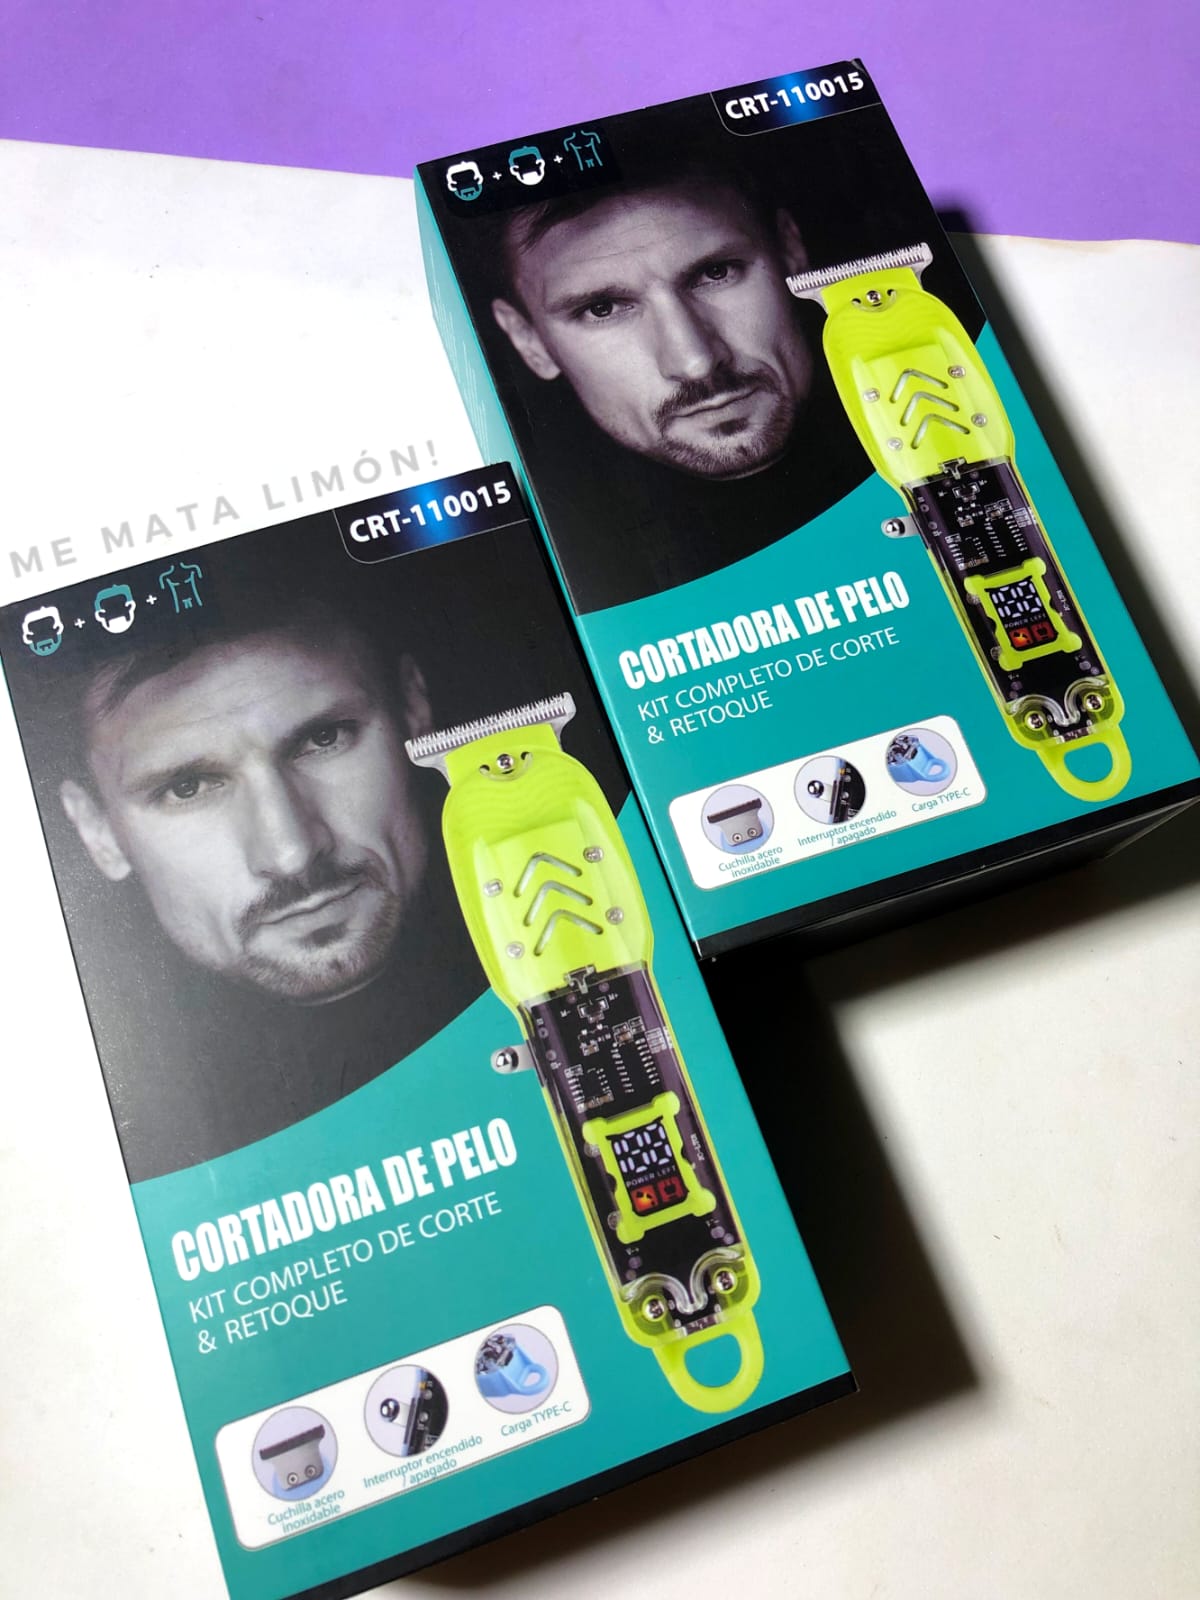 CRT-110015
CORTADORA DE PELO
KIT COMPLETO DE CORTE
& RETOQUE
POWER LEFT
Cuchilla acero
inoxidable
Interruptor encendido
/ apagado
Carga TYPE-C
ME MATA LIMÓN!
CRT-110015
CORTADORA DE PELO
KIT COMPLETO DE CORTE
& RETOQUE
POWER LEFT
Cuchilla acero
inoxidable
Interruptor encendido
/ apagado
Carga TYPE-C